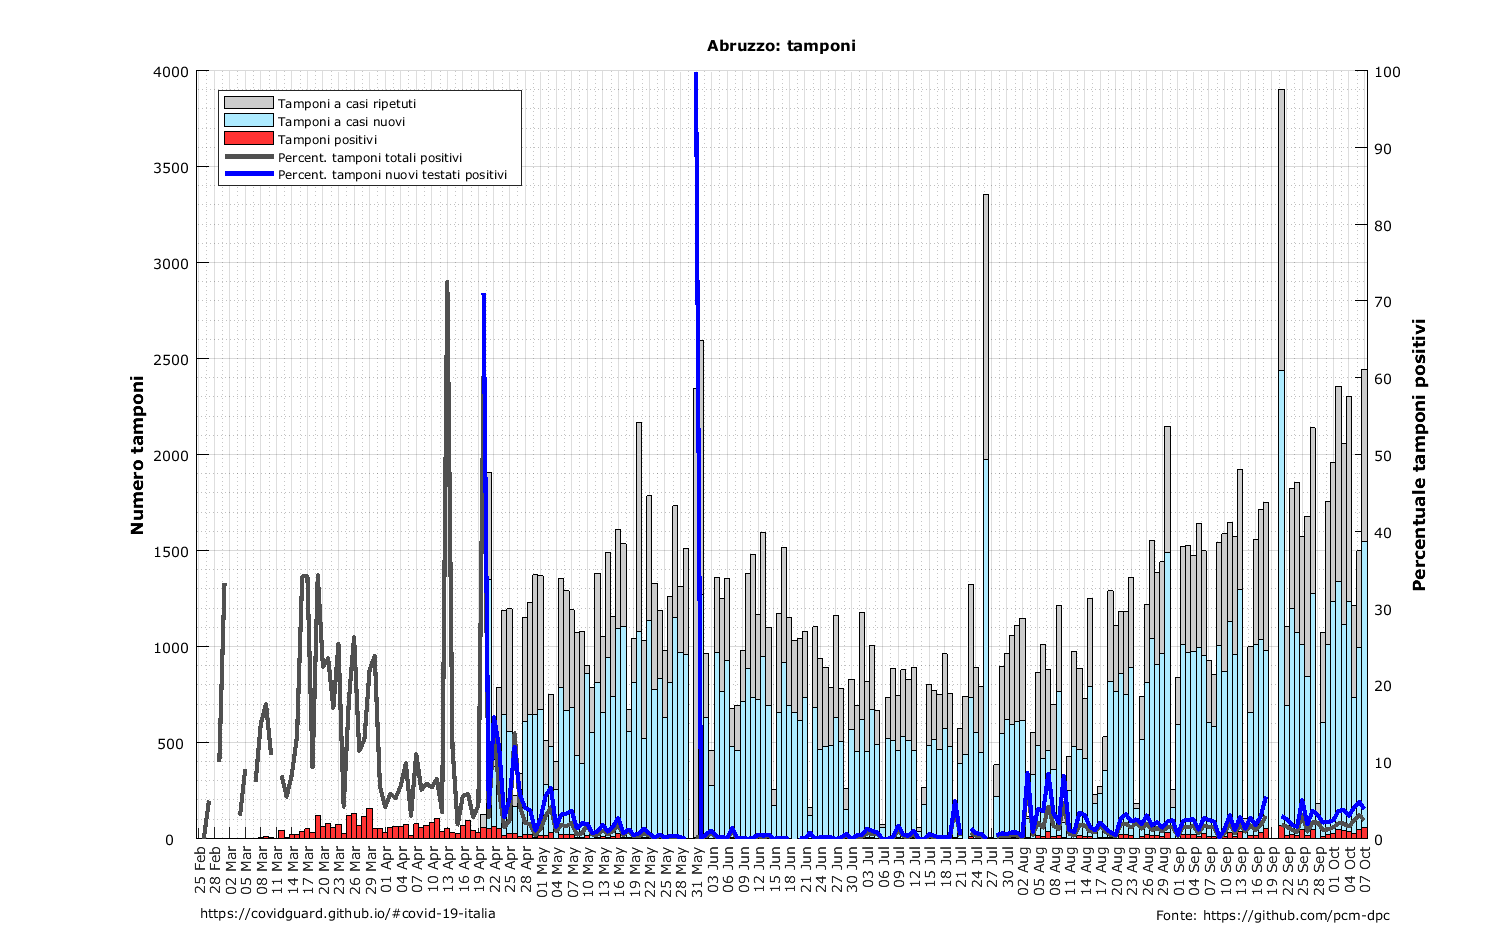 Abruzzo: tamponi
4000
3500
3000
2500
2000
1500
1000
500
0
Numero tamponi
Tamponi a casi ripetuti
Tamponi a casi nuovi
Tamponi positivi
Percent. tamponi totali positivi
Percent. tamponi nuovi testati positivi
100
90
80
70
60
50
40
30
20
10
0
Percentuale tamponi positivi
25 Feb
28 Feb
02 Mar
05 Mar
08 Mar
11 Mar
14 Mar
17 Mar
20 Mar
23 Mar
26 Mar
29 Mar
01 Apr
04 Apr
07 Apr
10 Apr
13 Apr
16 Apr
19 Apr
22 Apr
25 Apr
28 Apr
01 May
04 May
07 May
10 May
13 May
16 May
19 May
22 May
25 May
28 May
31 May
03 Jun
06 Jun
09 Jun
12 Jun
15 Jun
18 Jun
21 Jun
24 Jun
27 Jun
30 Jun
03 Jul
06 Jul
09 Jul
12 Jul
15 Jul
18 Jul
21 Jul
24 Jul
27 Jul
30 Jul
02 Aug
05 Aug
08 Aug
11 Aug
14 Aug
17 Aug
20 Aug
23 Aug
26 Aug
29 Aug
01 Sep
04 Sep
07 Sep
10 Sep
13 Sep
16 Sep
19 Sep
22 Sep
25 Sep
28 Sep
01 Oct
04 Oct
07 Oct
https://covidguard.github.io/#covid-19-italia
Fonte: https://github.com/pcm-dpc